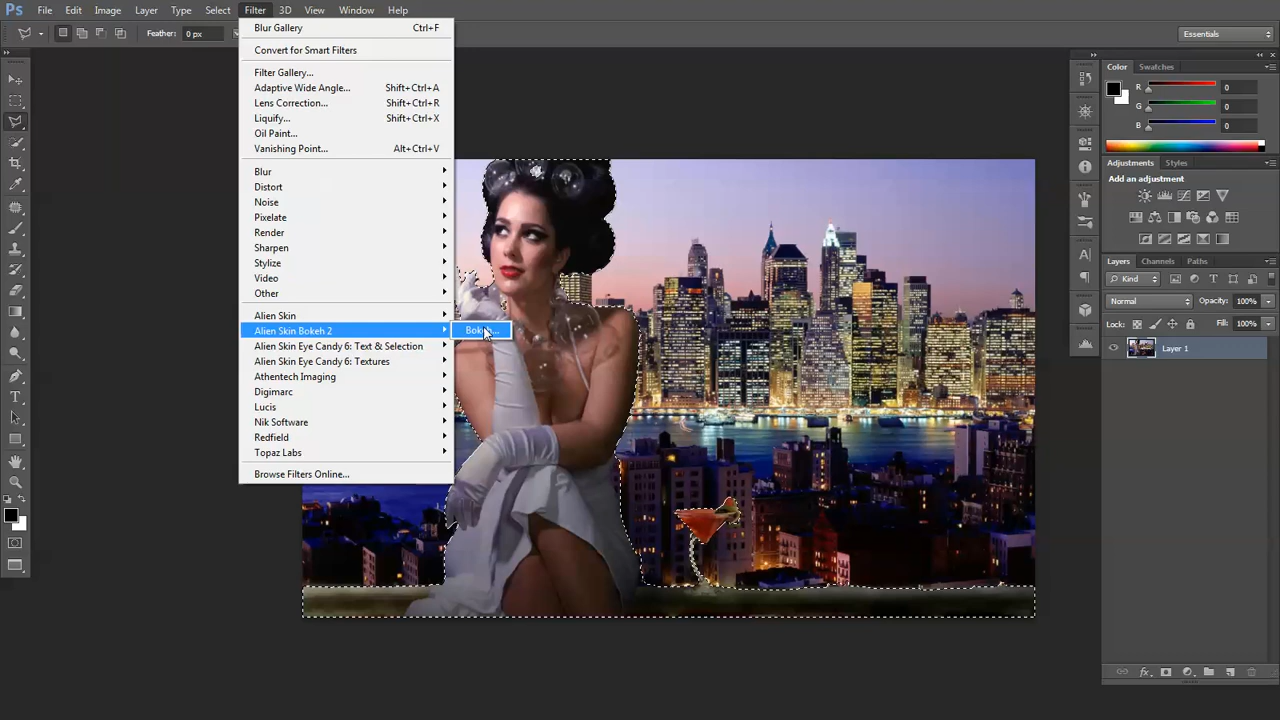 Ps File Edit Image Layer Type Select Filter 3D View Window Help
Feather: 0 px
Essentials
Blur Gallery Ctrl+F
Convert for Smart Filters
Filter Gallery...
Adaptive Wide Angle... Shift+Ctrl+A
Lens Correction... Shift+Ctrl+R
Liquify... Shift+Ctrl+X
Oil Paint...
Vanishing Point... Alt+Ctrl+V
Blur
Distort
Noise
Pixelate
Render
Sharpen
Stylize
Video
Other
Alien Skin
Alien Skin Bokeh 2
Alien Skin Eye Candy 6: Text & Selection
Alien Skin Eye Candy 6: Textures
Athentech Imaging
Digimarc
Lucis
Nik Software
Redfield
Topaz Labs
Browse Filters Online...
Color Swatches
R 0
G 0
B 0
Adjustments Styles
Add an adjustment
Layers Channels Paths
Kind
Normal Opacity: 100%
Lock: Fill: 100%
Layer 1